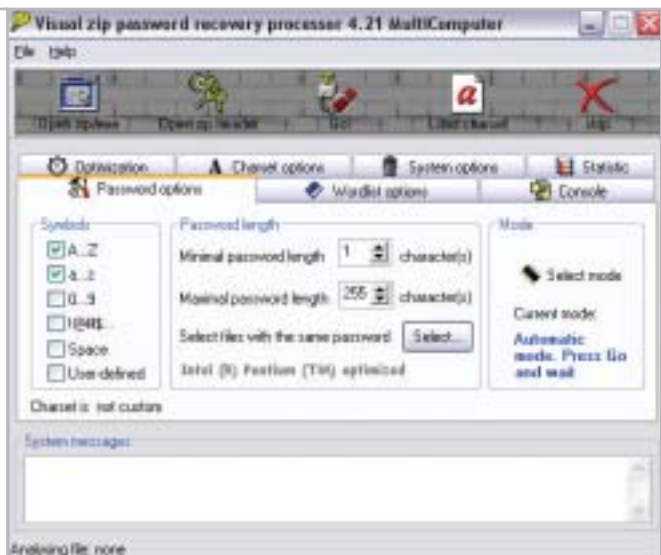 Visual zip password recovery processor 4.21 MultiComputer
File Help
Open zip header Go! Load charset Stop
Optimization Charset options System options Statistic
Password options Wordlist options Console
Symbols
A..Z
a..z
0..9
!@#$...
Space
User defined
Password length
Minimal password length 1 character(s)
Maximal password length 255 character(s)
Select files with the same password Select...
Intel (R) Pentium (TM) optimized
Mode
Select mode
Current mode:
Automatic
mode. Press Go
and wait
Charset is not custom
System messages
Analysing file: none